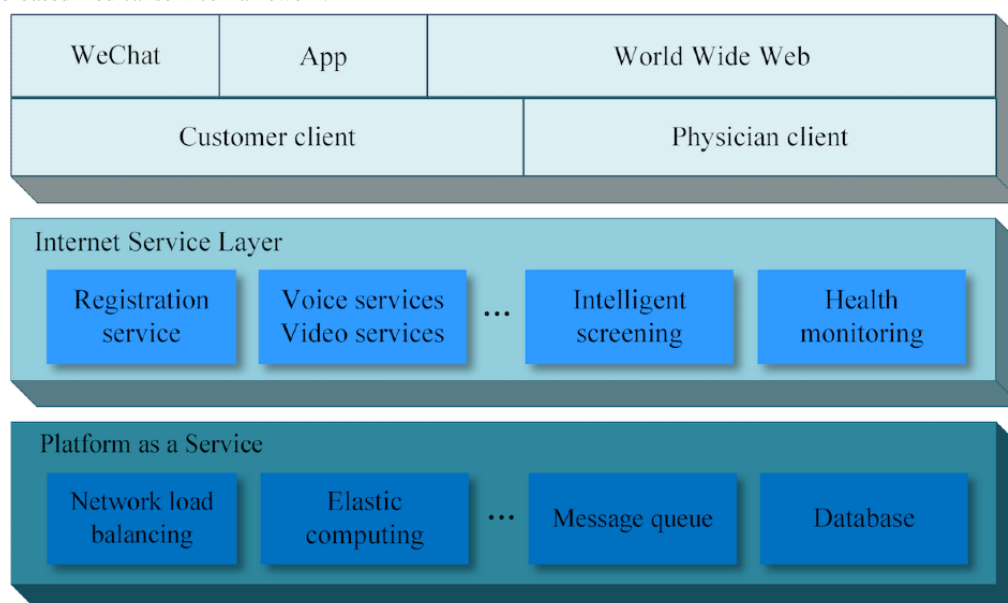 WeChat
App
World Wide Web
Customer client
Physician client
Internet Service Layer
Registration
service
Voice services
Video services
...
Intelligent
screening
Health
monitoring
Platform as a Service
Network load
balancing
Elastic
computing
...
Message queue
Database